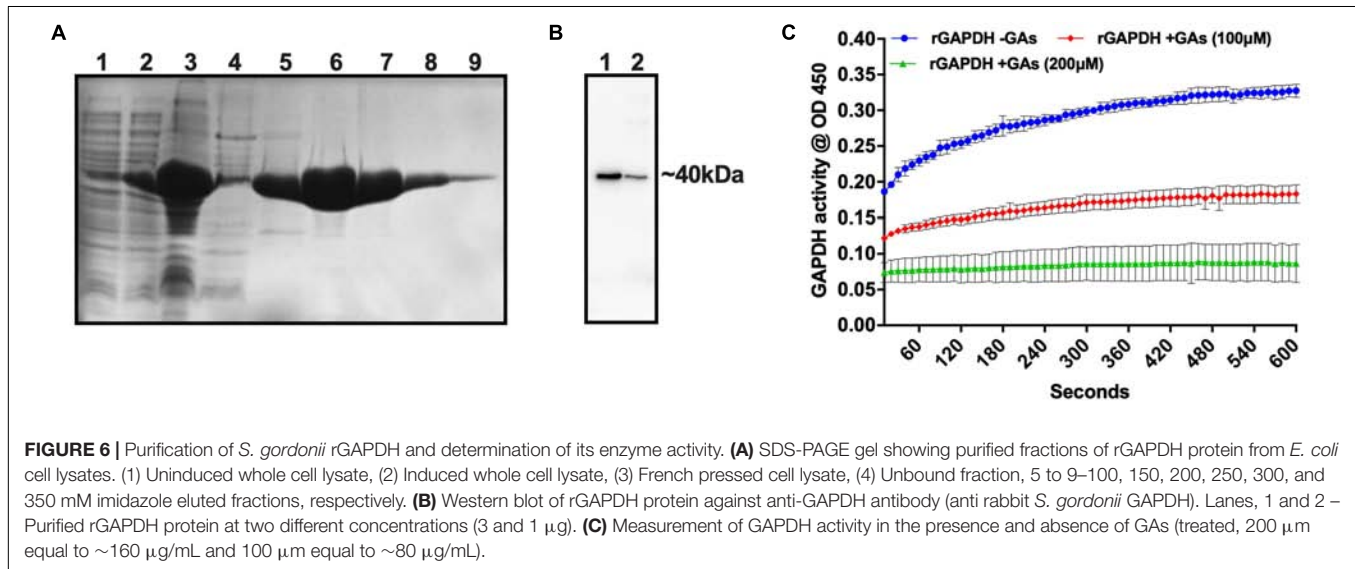 A
1 2 3 4 5 6 7 8 9
B
1 2
~40kDa
C
rGAPDH -GAs
rGAPDH +GAs (100µM)
rGAPDH +GAs (200µM)
GAPDH activity @ OD 450
0.40
0.35
0.30
0.25
0.20
0.15
0.10
0.05
0.00
60 120 180 240 300 360 420 480 540 600
Seconds
FIGURE 6 | Purification of S. gordonii rGAPDH and determination of its enzyme activity. (A) SDS-PAGE gel showing purified fractions of rGAPDH protein from E. coli
cell lysates. (1) Uninduced whole cell lysate, (2) Induced whole cell lysate, (3) French pressed cell lysate, (4) Unbound fraction, 5 to 9–100, 150, 200, 250, 300, and
350 mM imidazole eluted fractions, respectively. (B) Western blot of rGAPDH protein against anti-GAPDH antibody (anti rabbit S. gordonii GAPDH). Lanes, 1 and 2 –
Purified rGAPDH protein at two different concentrations (3 and 1 µg). (C) Measurement of GAPDH activity in the presence and absence of GAs (treated, 200 µm
equal to ~160 µg/mL and 100 µm equal to ~80 µg/mL).